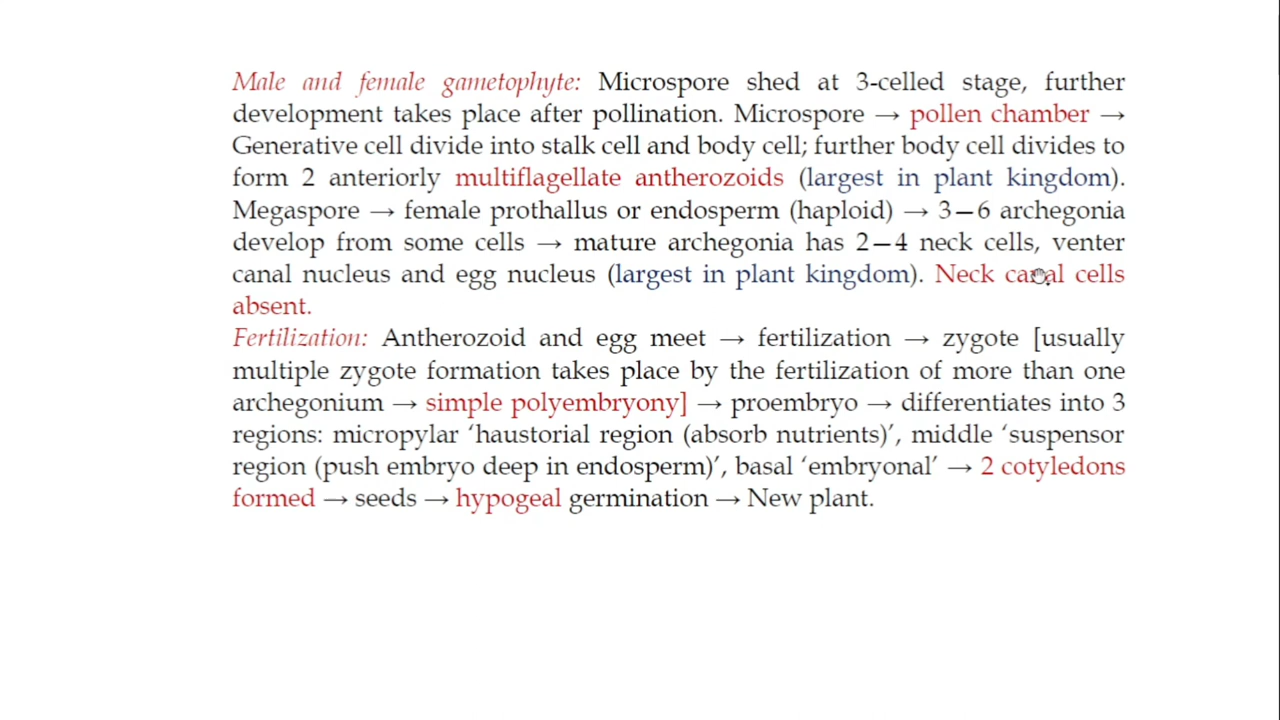 Male and female gametophyte: Microspore shed at 3-celled stage, further
development takes place after pollination. Microspore → pollen chamber →
Generative cell divide into stalk cell and body cell; further body cell divides to
form 2 anteriorly multiflagellate antherozoids (largest in plant kingdom).
Megaspore → female prothallus or endosperm (haploid) → 3–6 archegonia
develop from some cells → mature archegonia has 2–4 neck cells, venter
canal nucleus and egg nucleus (largest in plant kingdom). Neck canal cells
absent.
Fertilization: Antherozoid and egg meet → fertilization → zygote [usually
multiple zygote formation takes place by the fertilization of more than one
archegonium → simple polyembryony] → proembryo → differentiates into 3
regions: micropylar ‘haustorial region (absorb nutrients)’, middle ‘suspensor
region (push embryo deep in endosperm)’, basal ‘embryonal’ → 2 cotyledons
formed → seeds → hypogeal germination → New plant.